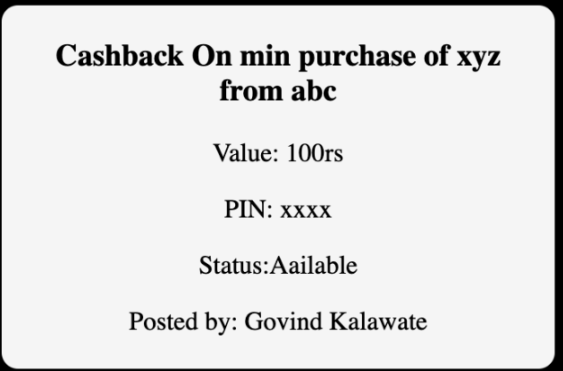 Cashback On min purchase of xyz
from abc
Value: 100rs
PIN: xxxx
Status:Aailable
Posted by: Govind Kalawate